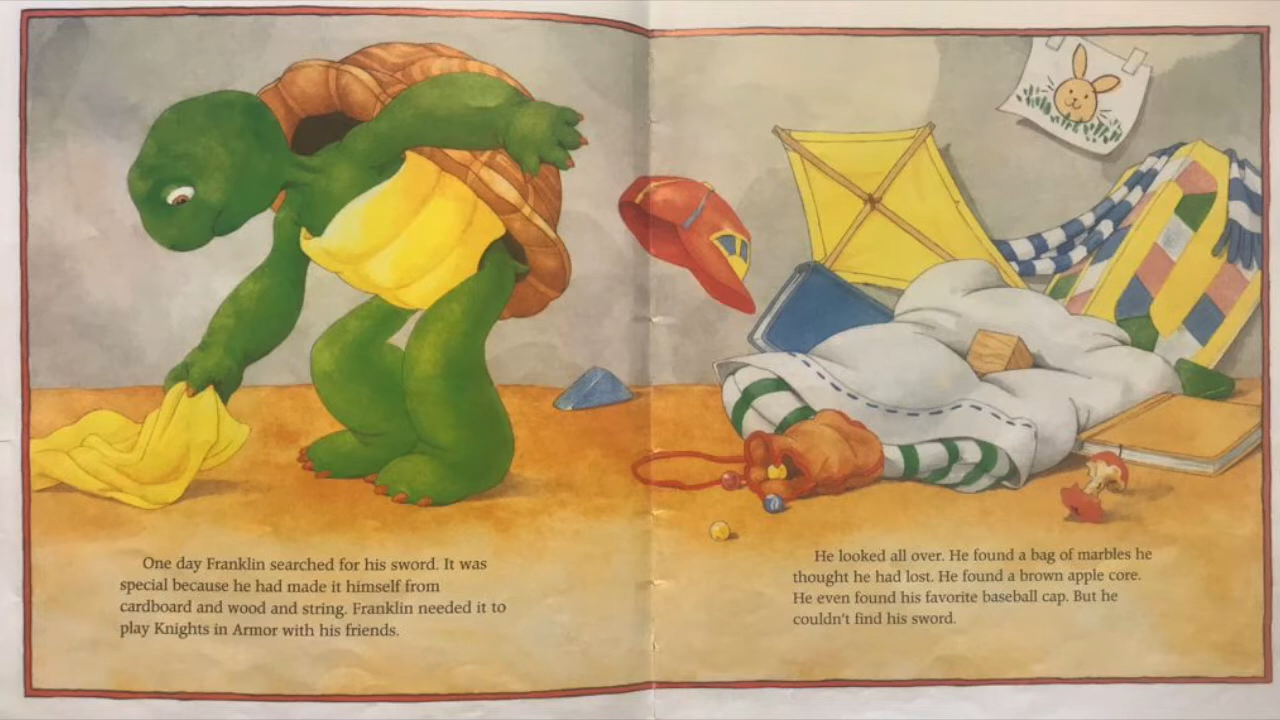 One day Franklin searched for his sword. It was
special because he had made it himself from
cardboard and wood and string. Franklin needed it to
play Knights in Armor with his friends.
He looked all over. He found a bag of marbles he
thought he had lost. He found a brown apple core.
He even found his favorite baseball cap. But he
couldn't find his sword.